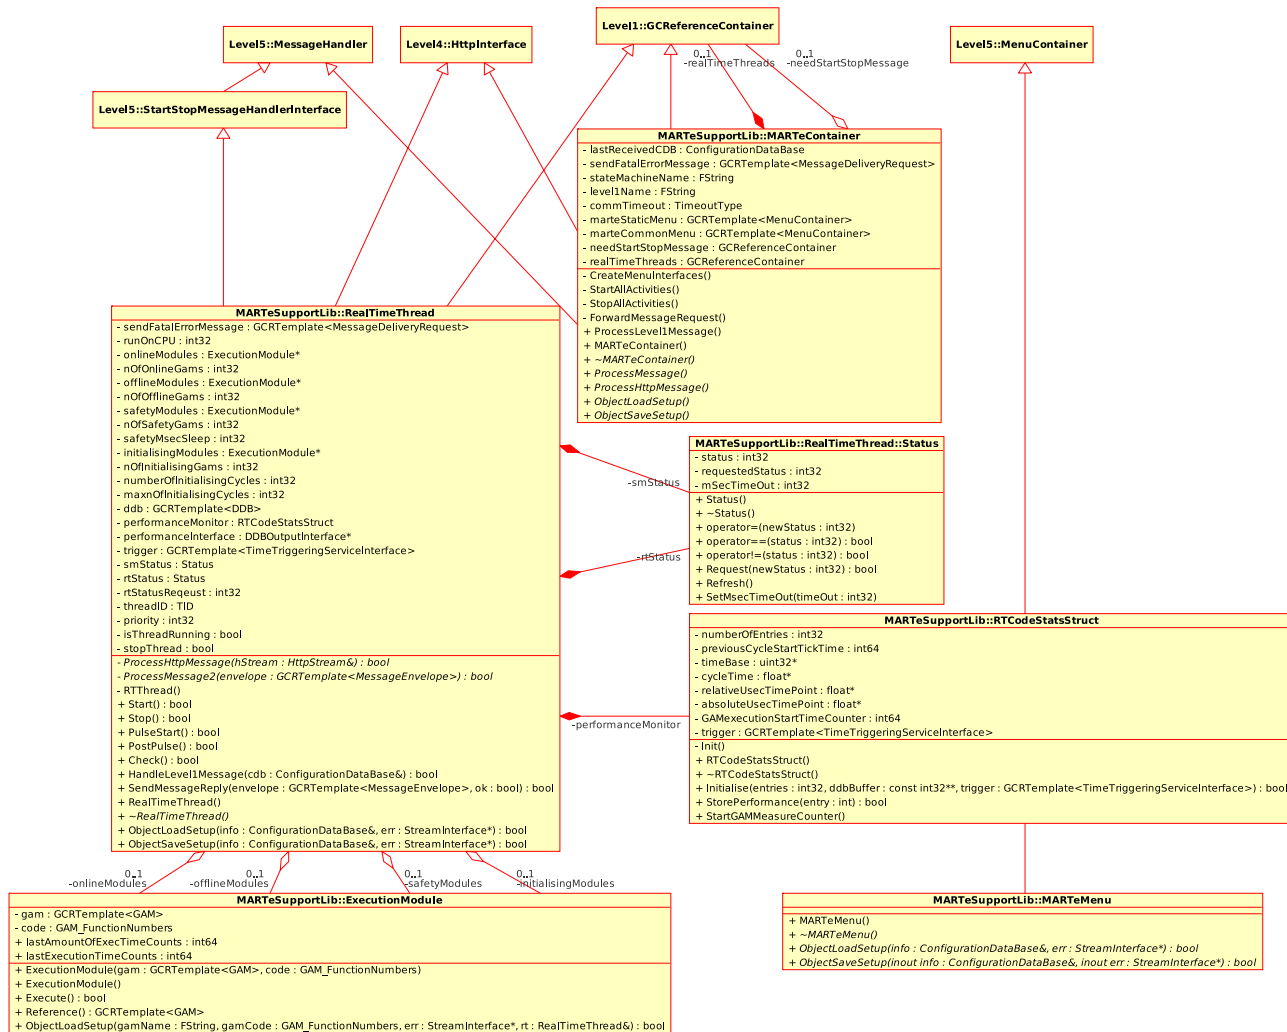 Level5::MessageHandler
Level4::HttpInterface
Level1::GCReferenceContainer
Level5::MenuContainer
0..1
-realTimeThreads
0..1
-needStartStopMessage
Level5::StartStopMessageHandlerInterface
MARTeSupportLib::MARTeContainer
- lastReceivedCDB : ConfigurationDataBase
- sendFatalErrorMessage : GCRTemplate<MessageDeliveryRequest>
- stateMachineName : FString
- level1Name : FString
- commTimeout : TimeoutType
- marteStaticMenu : GCRTemplate<MenuContainer>
- marteCommonMenu : GCRTemplate<MenuContainer>
- needStartStopMessage : GCReferenceContainer
- realTimeThreads : GCReferenceContainer
- CreateMenuInterfaces()
- StartAllActivities()
- StopAllActivities()
- ForwardMessageRequest()
+ ProcessLevel1Message()
+ MARTeContainer()
+ ~MARTeContainer()
+ ProcessMessage()
+ ProcessHttpMessage()
+ ObjectLoadSetup()
+ ObjectSaveSetup()
MARTeSupportLib::RealTimeThread
- sendFatalErrorMessage : GCRTemplate<MessageDeliveryRequest>
- runOnCPU : int32
- onlineModules : ExecutionModule*
- nOfOnlineGams : int32
- offlineModules : ExecutionModule*
- nOfOfflineGams : int32
- safetyModules : ExecutionModule*
- nOfSafetyGams : int32
- safetyMsecSleep : int32
- initialisingModules : ExecutionModule*
- nOfInitialisingGams : int32
- numberOfInitialisingCycles : int32
- maxnOfInitialisingCycles : int32
- ddb : GCRTemplate<DDB>
- performanceMonitor : RTCodeStatsStruct
- performanceInterface : DDBOutputInterface*
- trigger : GCRTemplate<TimeTriggeringServiceInterface>
- smStatus : Status
- rtStatus : Status
- rtStatusReqeust : int32
- threadID : TID
- priority : int32
- isThreadRunning : bool
- stopThread : bool
- ProcessHttpMessage(hStream : HttpStream&) : bool
- ProcessMessage2(envelope : GCRTemplate<MessageEnvelope>) : bool
- RTThread()
+ Start() : bool
+ Stop() : bool
+ PulseStart() : bool
+ PostPulse() : bool
+ Check() : bool
+ HandleLevel1Message(cdb : ConfigurationDataBase&) : bool
+ SendMessageReply(envelope : GCRTemplate<MessageEnvelope>, ok : bool) : bool
+ RealTimeThread()
+ ~RealTimeThread()
+ ObjectLoadSetup(info : ConfigurationDataBase&, err : StreamInterface*) : bool
+ ObjectSaveSetup(info : ConfigurationDataBase&, err : StreamInterface*) : bool
-smStatus
-rtStatus
-performanceMonitor
MARTeSupportLib::RealTimeThread::Status
- status : int32
- requestedStatus : int32
- mSecTimeOut : int32
+ Status()
+ ~Status()
+ operator=(newStatus : int32)
+ operator==(status : int32) : bool
+ operator!=(status : int32) : bool
+ Request(newStatus : int32) : bool
+ Refresh()
+ SetMsecTimeOut(timeOut : int32)
MARTeSupportLib::RTCodeStatsStruct
- numberOfEntries : int32
- previousCycleStartTickTime : int64
- timeBase : uint32*
- cycleTime : float*
- relativeUsecTimePoint : float*
- absoluteUsecTimePoint : float*
- GAMexecutionStartTimeCounter : int64
- trigger : GCRTemplate<TimeTriggeringServiceInterface>
- Init()
+ RTCodeStatsStruct()
+ ~RTCodeStatsStruct()
+ Initialise(entries : int32, ddbBuffer : const int32**, trigger : GCRTemplate<TimeTriggeringServiceInterface>) : bool
+ StorePerformance(entry : int) : bool
+ StartGAMMeasureCounter()
0..1
-onlineModules
0..1
-offlineModules
0..1
-safetyModules
0..1
-initialisingModules
MARTeSupportLib::ExecutionModule
- gam : GCRTemplate<GAM>
- code : GAM_FunctionNumbers
+ lastAmountOfExecTimeCounts : int64
+ lastExecutionTimeCounts : int64
+ ExecutionModule(gam : GCRTemplate<GAM>, code : GAM_FunctionNumbers)
+ ExecutionModule()
+ Execute() : bool
+ Reference() : GCRTemplate<GAM>
+ ObjectLoadSetup(gamName : FString, gamCode : GAM_FunctionNumbers, err : StreamInterface*, rt : RealTimeThread&) : bool
MARTeSupportLib::MARTeMenu
+ MARTeMenu()
+ ~MARTeMenu()
+ ObjectLoadSetup(info : ConfigurationDataBase&, err : StreamInterface*) : bool
+ ObjectSaveSetup(inout info : ConfigurationDataBase&, inout err : StreamInterface*) : bool